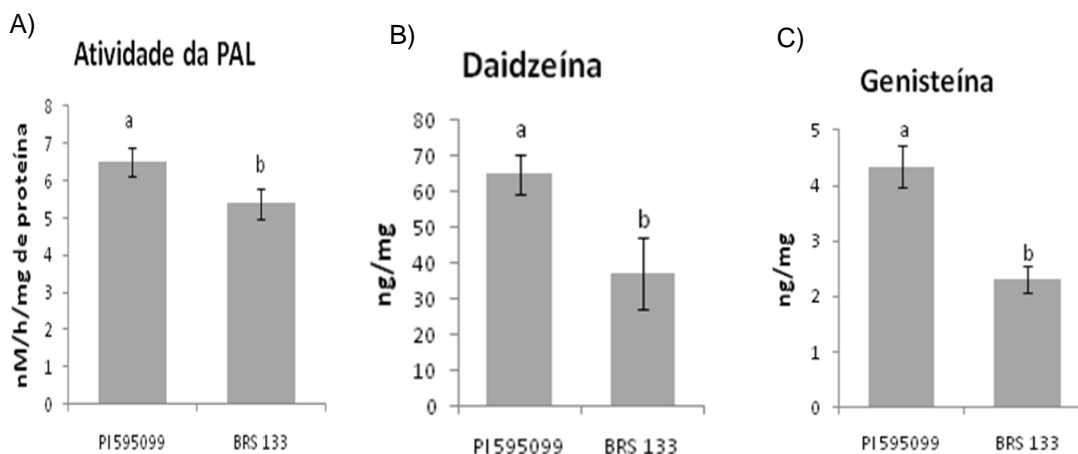 A)
Atividade da PAL
nM/h/mg de proteína
8
7
6
5
4
3
2
1
0
a
b
PI595099
BRS 133
B)
Daidzeína
ng/mg
80
70
60
50
40
30
20
10
0
a
b
PI595099
BRS 133
C)
Genisteína
ng/mg
5
4
3
2
1
0
a
b
PI595099
BRS 133